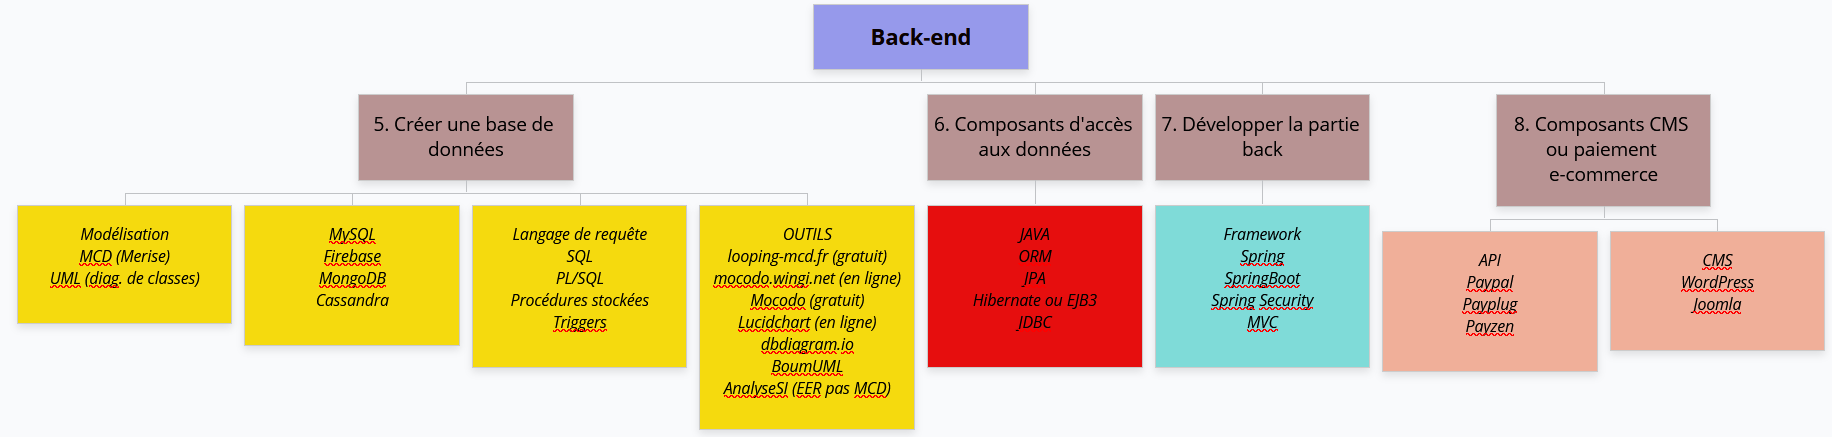 Back-end
5. Créer une base de
données
6. Composants d'accès
aux données
7. Développer la partie
back
8. Composants CMS
ou paiement
e-commerce
Modélisation
MCD (Merise)
UML (diag. de classes)
MySQL
Firebase
MongoDB
Cassandra
Langage de requête
SQL
PL/SQL
Procédures stockées
Triggers
OUTILS
looping-mcd.fr (gratuit)
mocodo.wingi.net (en ligne)
Mocodo (gratuit)
Lucidchart (en ligne)
dbdiagram.io
BoumUML
AnalyseSI (EER pas MCD)
JAVA
ORM
JPA
Hibernate ou EJB3
JDBC
Framework
Spring
SpringBoot
Spring Security
MVC
API
Paypal
Payplug
Payzen
CMS
WordPress
Joomla